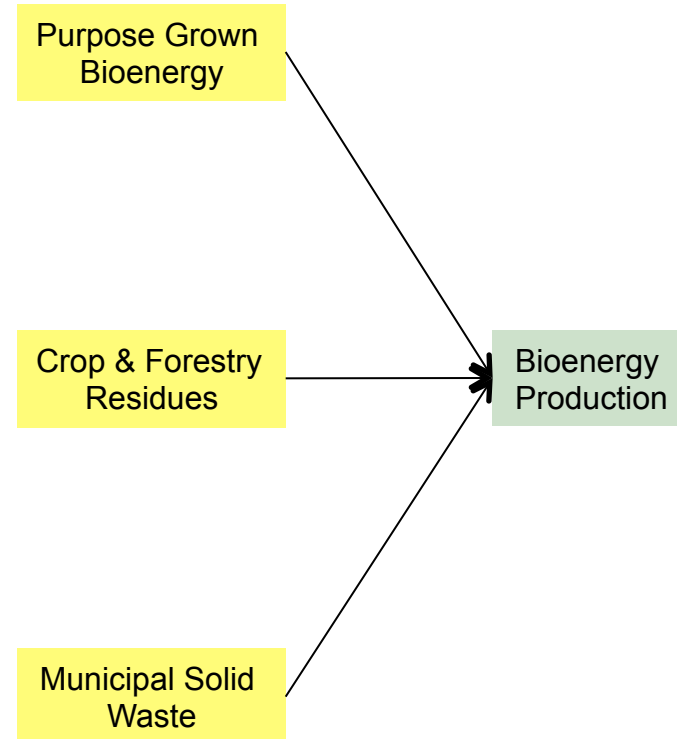 Purpose Grown
Bioenergy
Crop & Forestry
Residues
Bioenergy
Production
Municipal Solid
Waste